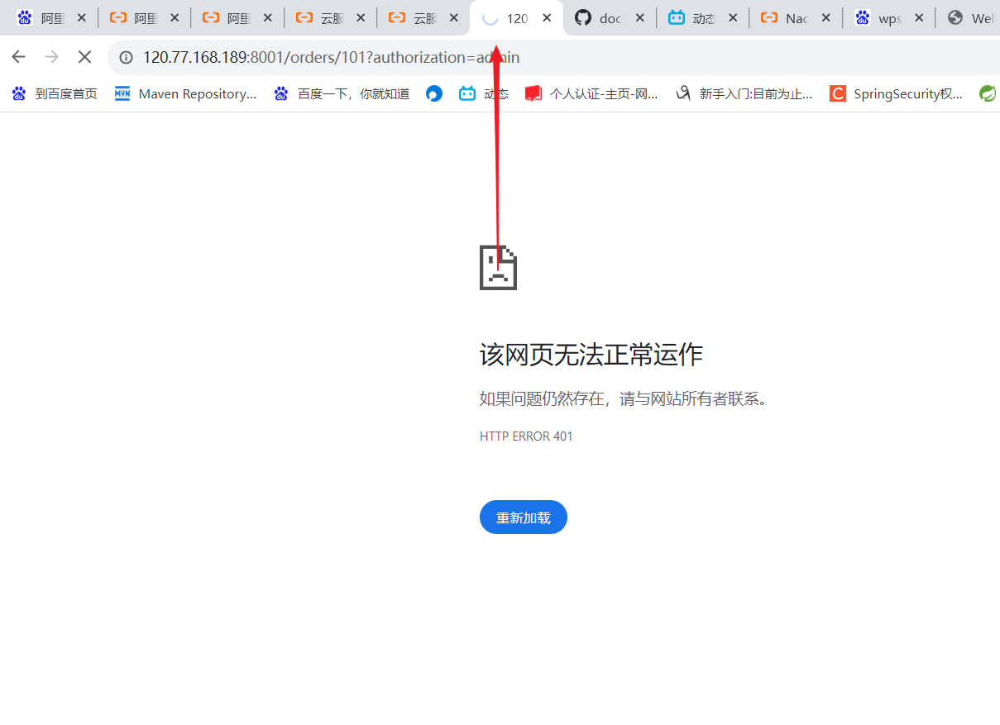 阿里 阿里 阿里 云服 云服 120 doc 动态 Nac wps Wel
120.77.168.189:8001/orders/101?authorization=admin
到百度首页 MVN Maven Repository... 百度一下，你就知道 动态 个人认证-主页-网... 新手入门:目前为止... C SpringSecurity权...
该网页无法正常运作
如果问题仍然存在，请与网站所有者联系。
HTTP ERROR 401
重新加载